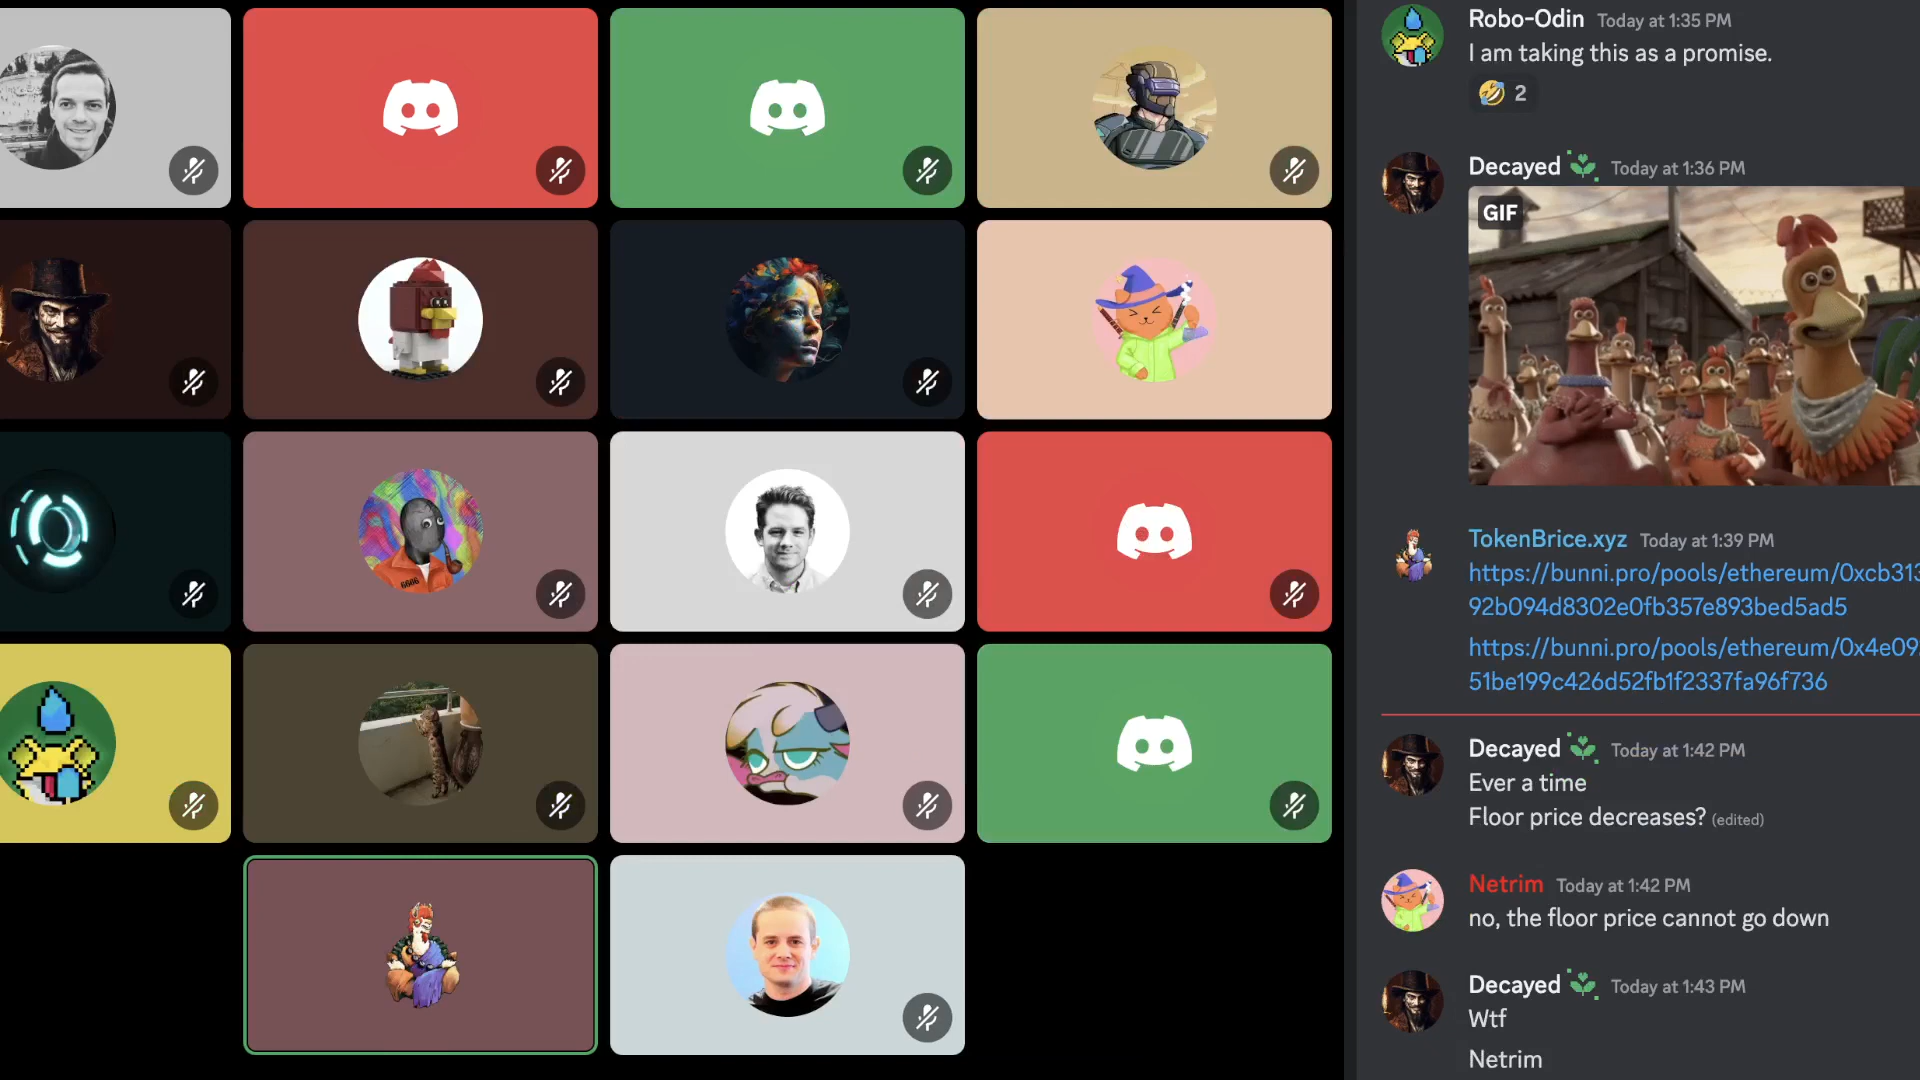 Robo-Odin Today at 1:35 PM
I am taking this as a promise.
2
Decayed Today at 1:36 PM
GIF
TokenBrice.xyz Today at 1:39 PM
https://bunni.pro/pools/ethereum/0xcb313
92b094d8302e0fb357e893bed5ad5
https://bunni.pro/pools/ethereum/0x4e09
51be199c426d52fb1f2337fa96f736
Decayed Today at 1:42 PM
Ever a time
Floor price decreases? (edited)
Netrim Today at 1:42 PM
no, the floor price cannot go down
Decayed Today at 1:43 PM
Wtf
Netrim
6606